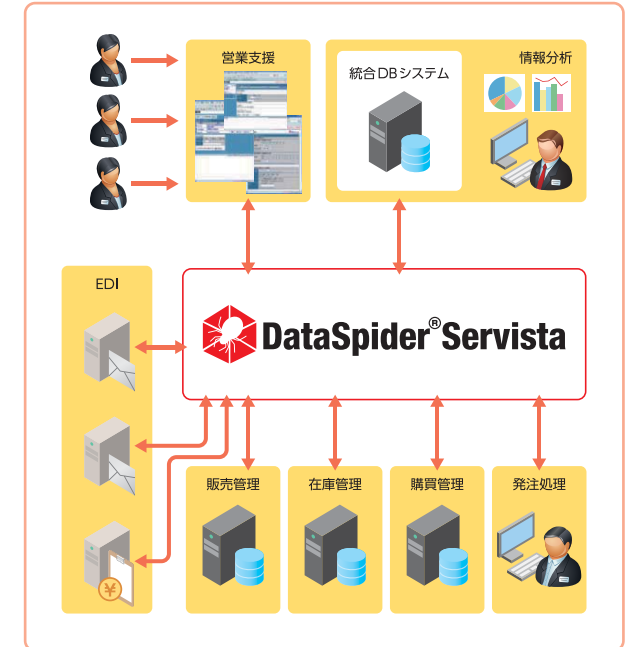 営業支援
統合DBシステム
情報分析
EDI
DataSpider®Servista
¥
販売管理
在庫管理
購買管理
発注処理